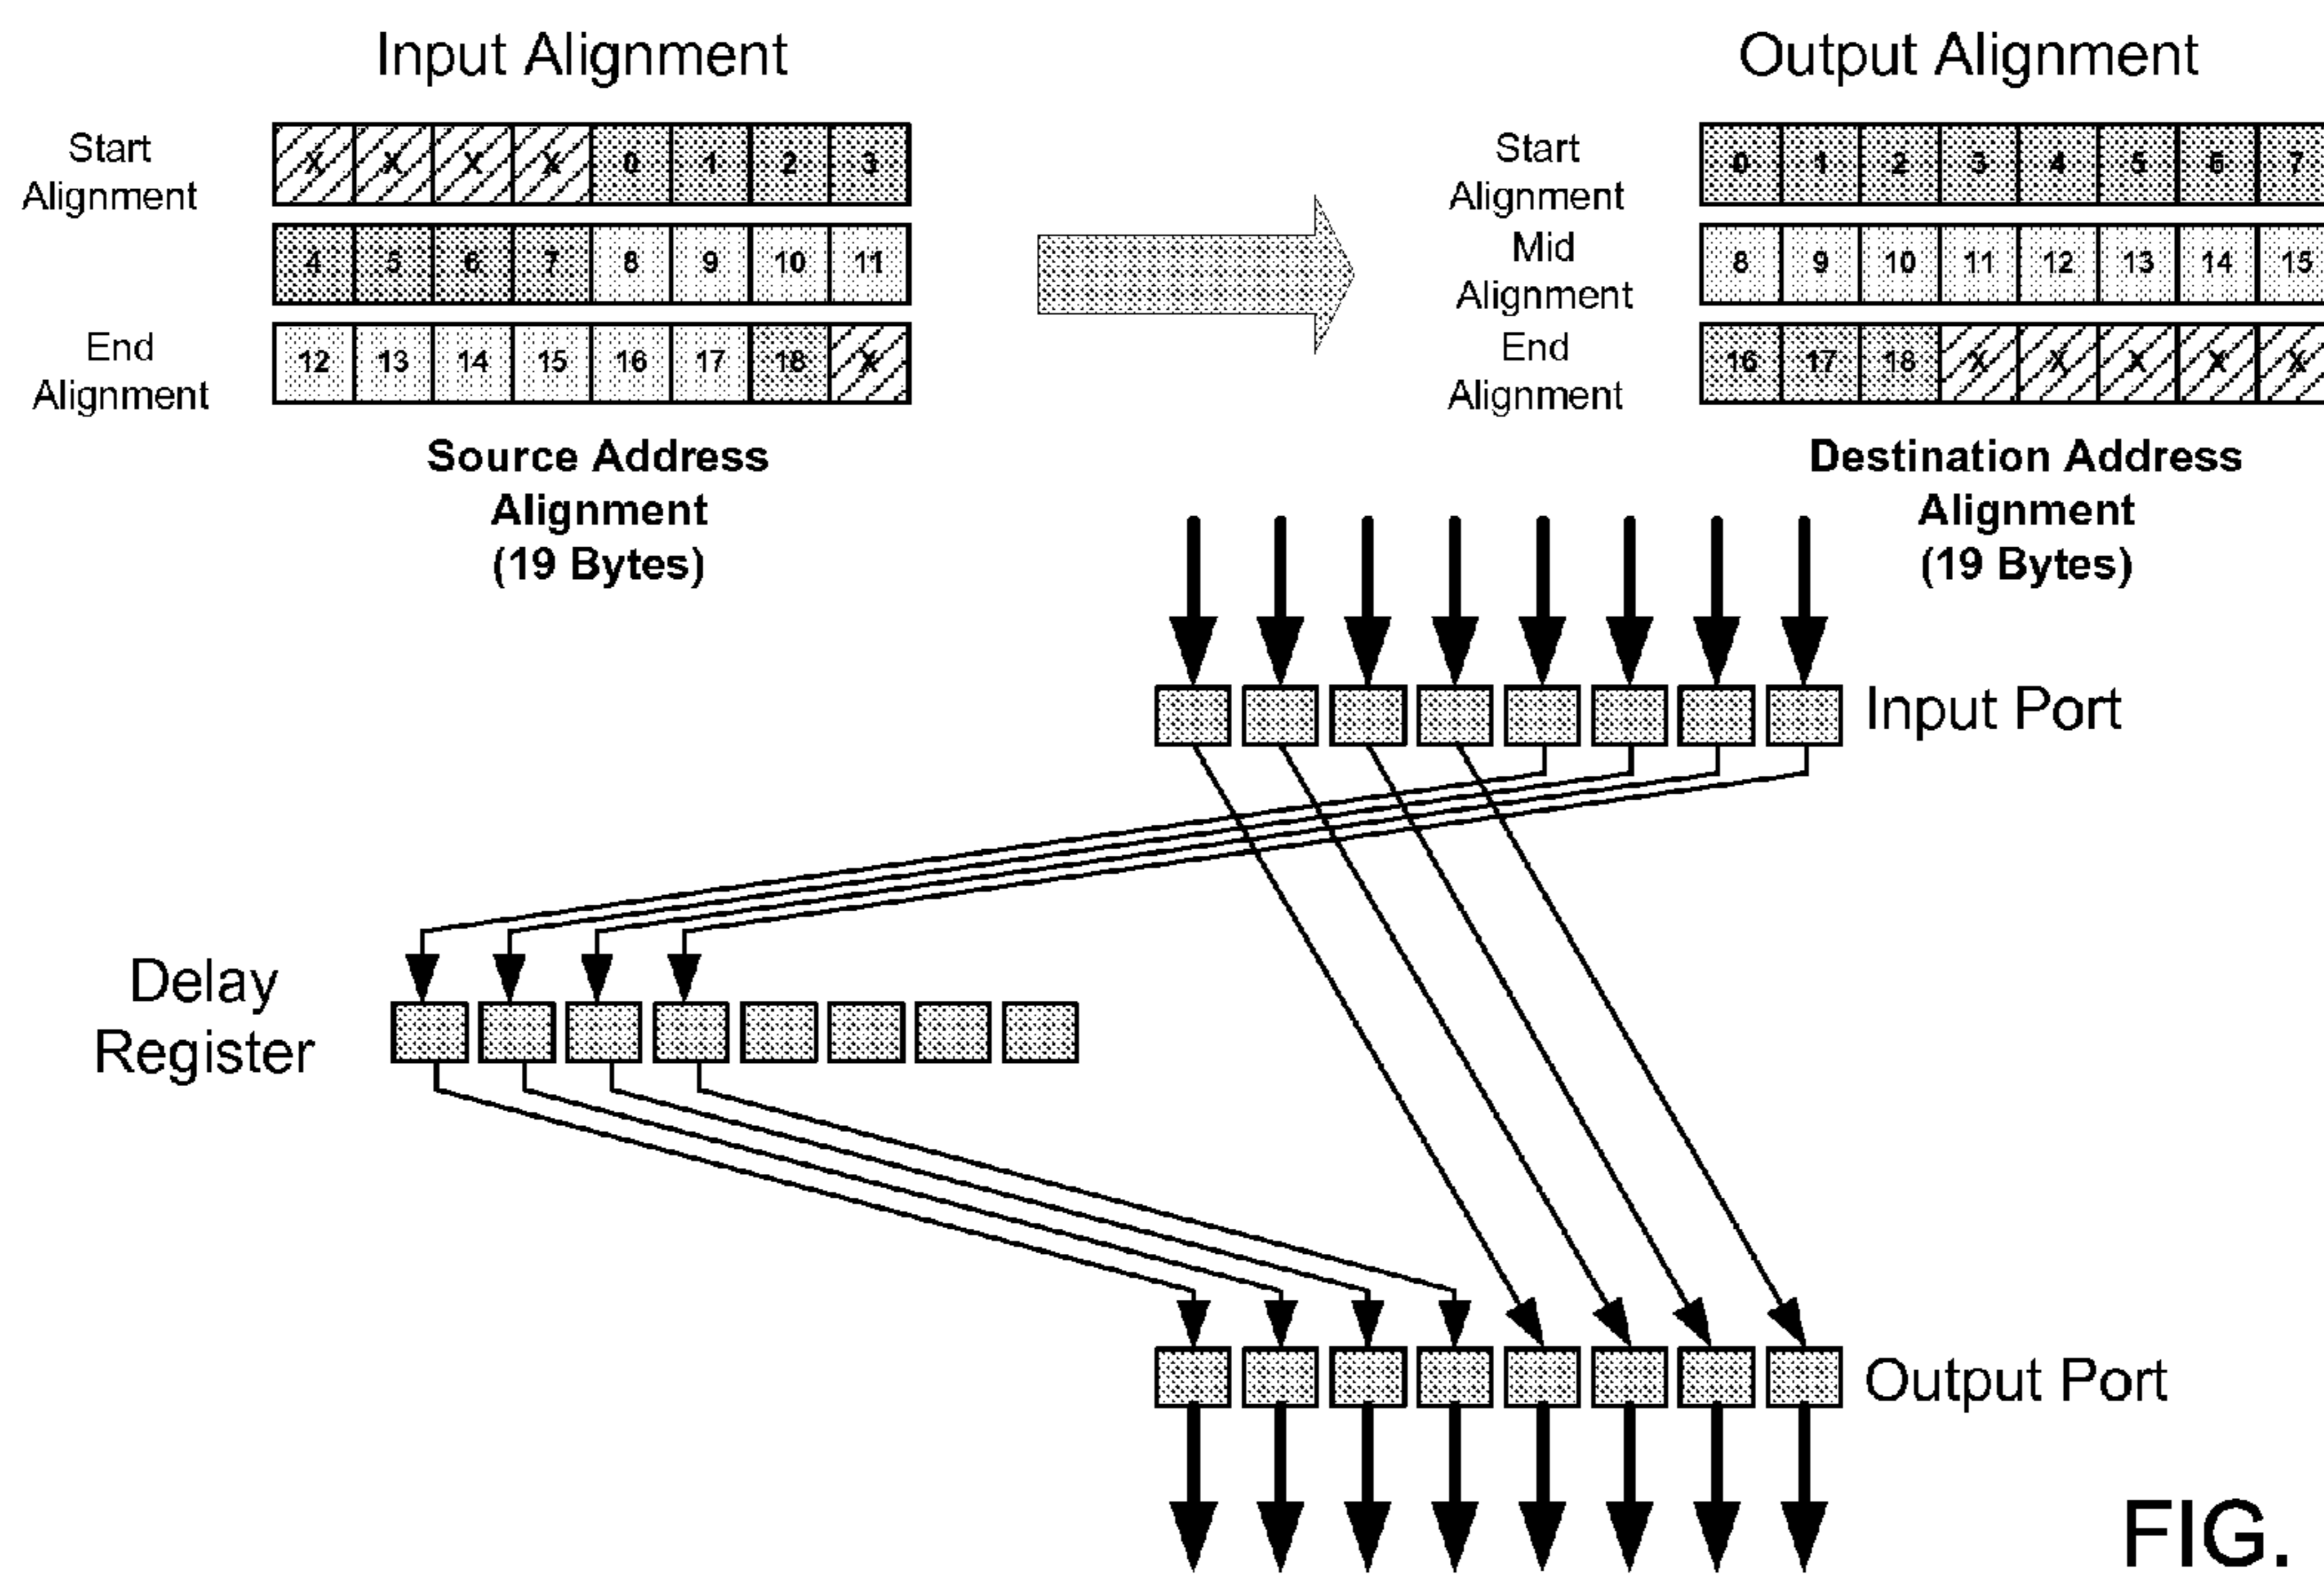 Input Alignment
Output Alignment
Start
Alignment
X X X X 0 1 2 3
4 5 6 7 8 9 10 11
End
Alignment
12 13 14 15 16 17 18 X
Source Address
Alignment
(19 Bytes)
Start
Alignment
0 1 2 3 4 5 6 7
Mid
Alignment
8 9 10 11 12 13 14 15
End
Alignment
16 17 18 X X X X X
Destination Address
Alignment
(19 Bytes)
Input Port
Delay
Register
Output Port
FIG.